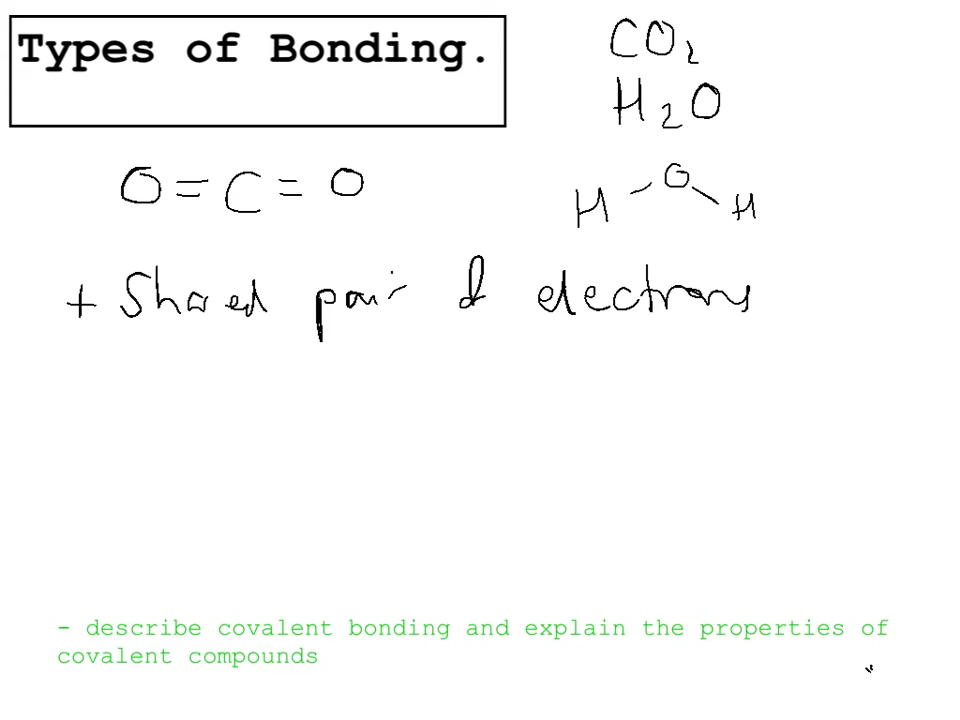 Types of Bonding.
CO2
H2O
O=C=O
H-O-H
+ Shared pair of electrons
- describe covalent bonding and explain the properties of
covalent compounds